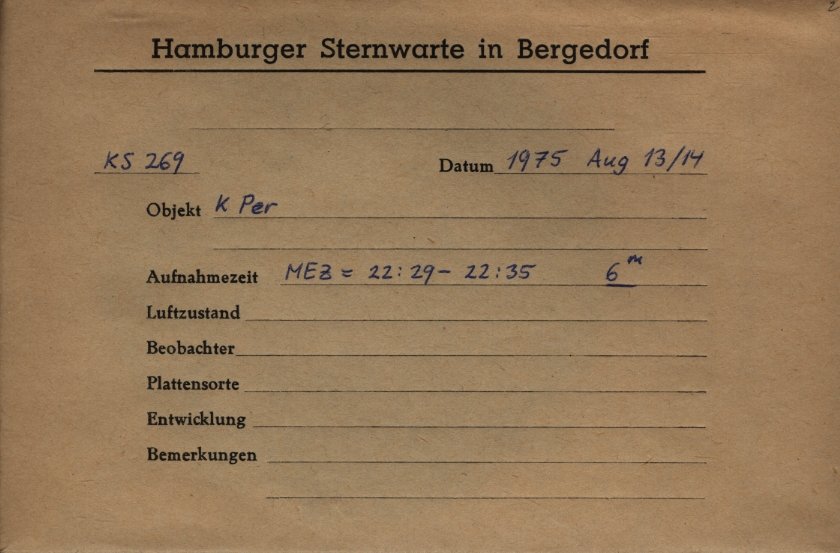 Hamburger Sternwarte in Bergedorf
KS 269 Datum 1975 Aug 13/14
Objekt K Per
Aufnahmezeit MEZ = 22:29 - 22:35 6ᵐ
Luftzustand
Beobachter
Plattensorte
Entwicklung
Bemerkungen